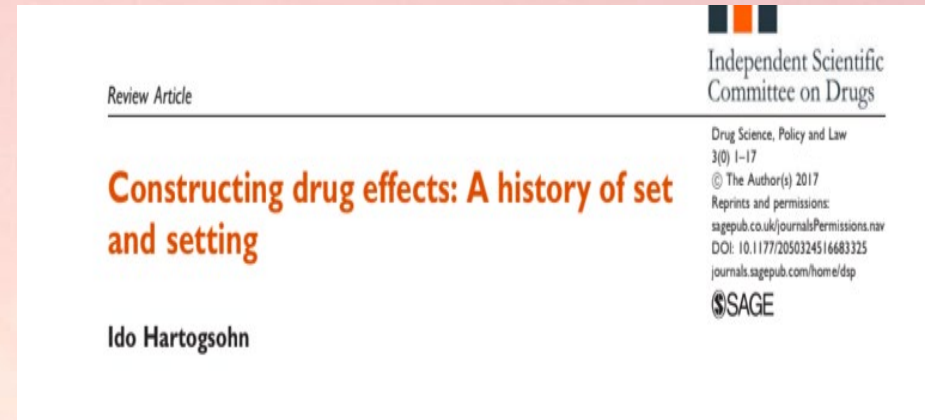 Independent Scientific
Committee on Drugs
Review Article
Drug Science, Policy and Law
3(0) 1–17
© The Author(s) 2017
Reprints and permissions:
sagepub.co.uk/journalsPermissions.nav
DOI: 10.1177/2050324516683325
journals.sagepub.com/home/dsp
SAGE
Constructing drug effects: A history of set
and setting
Ido Hartogsohn